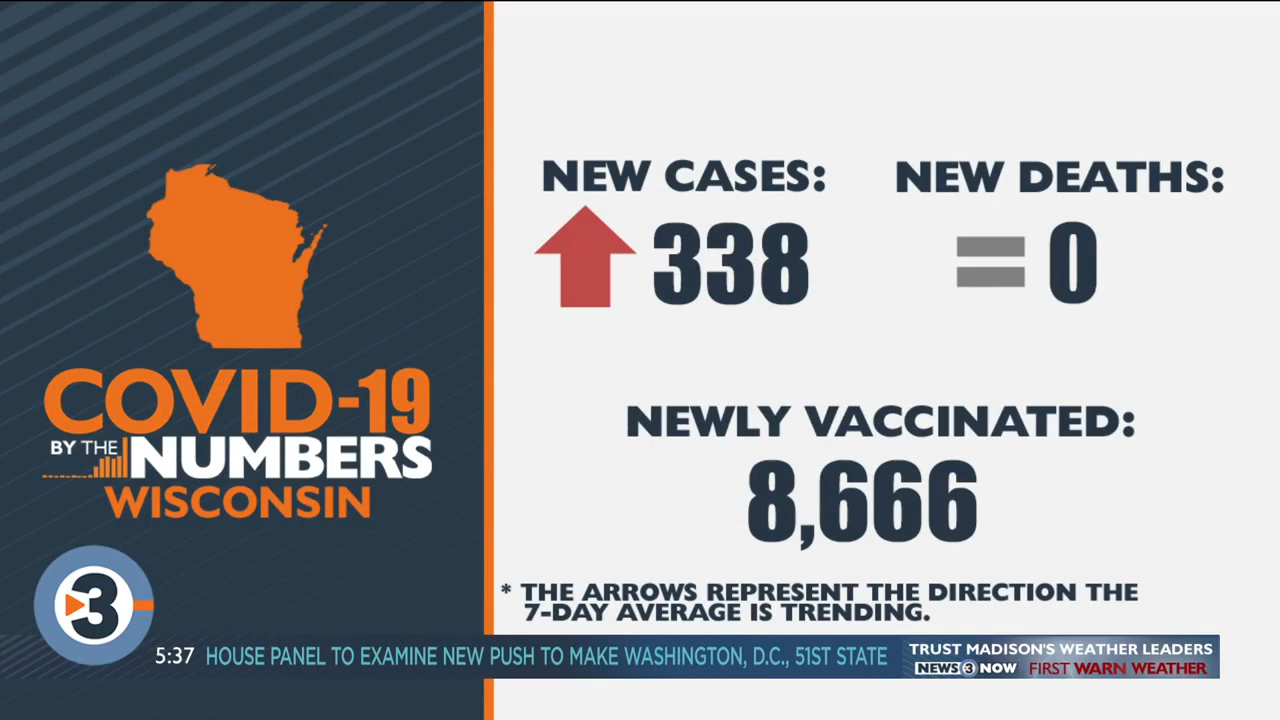 COVID-19
BY THE NUMBERS
WISCONSIN
NEW CASES:
338
NEW DEATHS:
= 0
NEWLY VACCINATED:
8,666
* THE ARROWS REPRESENT THE DIRECTION THE
7-DAY AVERAGE IS TRENDING.
3
5:37 HOUSE PANEL TO EXAMINE NEW PUSH TO MAKE WASHINGTON, D.C., 51ST STATE
TRUST MADISON'S WEATHER LEADERS
NEWS 3 NOW FIRST WARN WEATHER